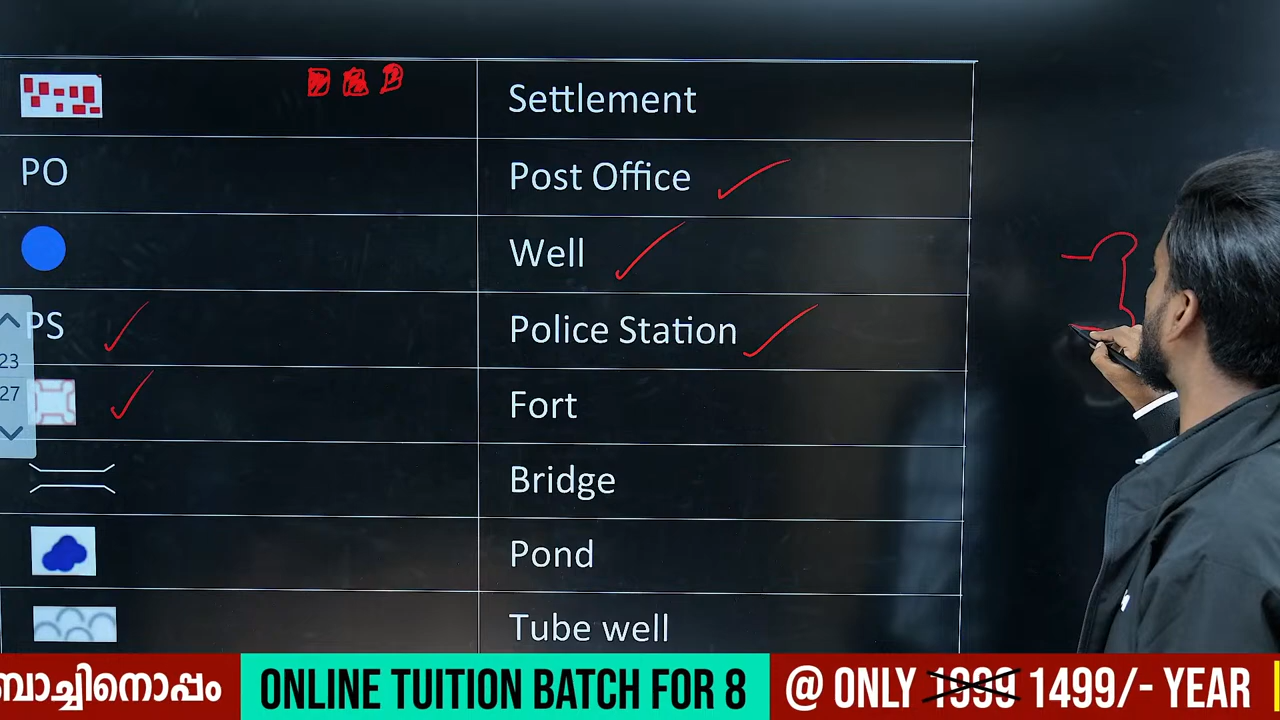 Settlement
PO Post Office
Well
PS Police Station
23
27
Fort
Bridge
Pond
Tube well
ബാച്ചിനൊപ്പം ONLINE TUITION BATCH FOR 8 @ ONLY 1999 1499/- YEAR